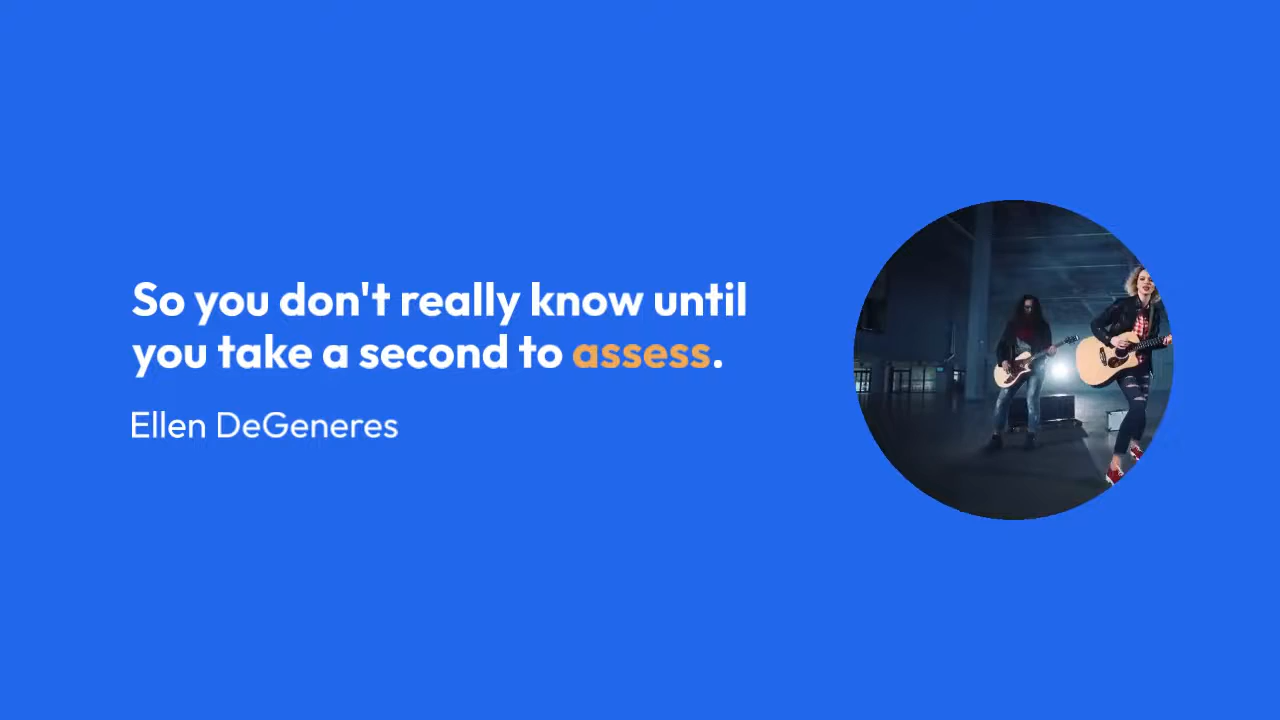 So you don't really know until
you take a second to assess.
Ellen DeGeneres